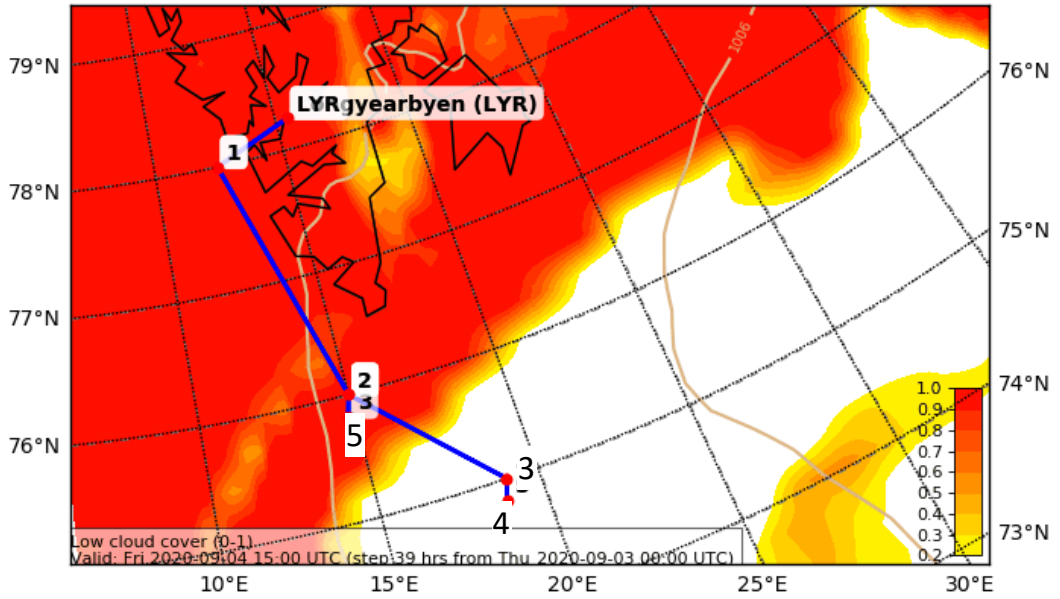 79°N
78°N
77°N
76°N
1006
76°N
75°N
74°N
73°N
LYRgyearbyen (LYR)
1
2
3
5
3
4
1.0
0.9
0.8
0.7
0.6
0.5
0.4
0.3
0.2
Low cloud cover (0-1)
Valid: Fri 2020-09-04 15:00 UTC (step 39 hrs from Thu 2020-09-03 00:00 UTC)
10°E
15°E
20°E
25°E
30°E